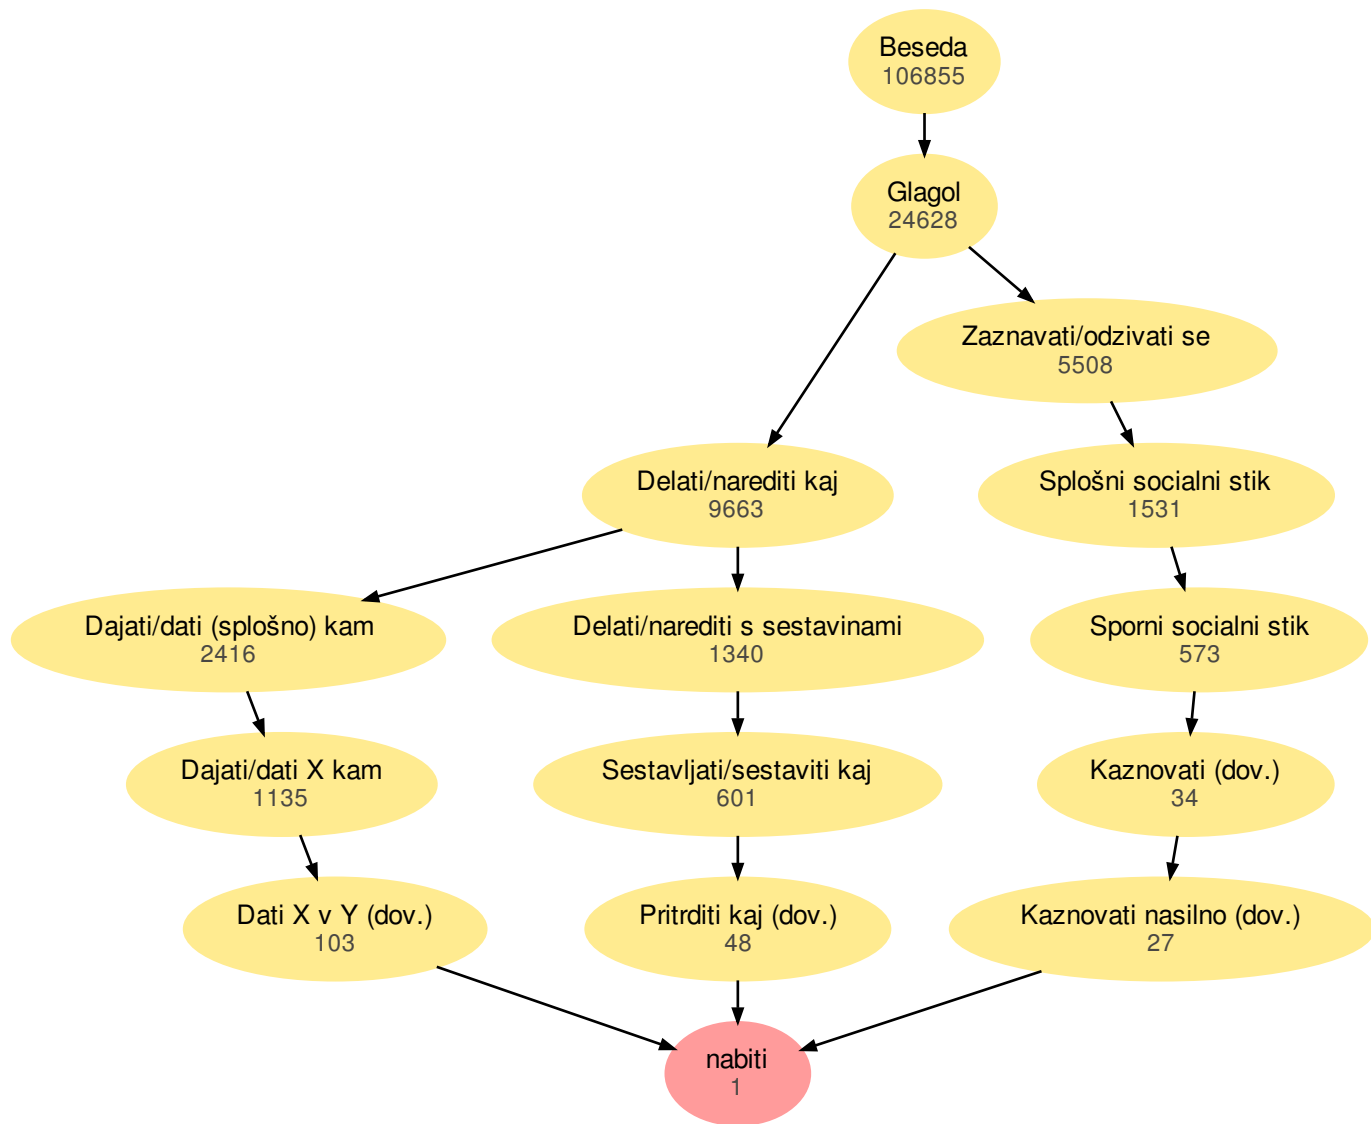 Beseda
106855
Glagol
24628
Zaznavati/odzivati se
5508
Delati/narediti kaj
9663
Splošni socialni stik
1531
Dajati/dati (splošno) kam
2416
Delati/narediti s sestavinami
1340
Sporni socialni stik
573
Dajati/dati X kam
1135
Sestavljati/sestaviti kaj
601
Kaznovati (dov.)
34
Dati X v Y (dov.)
103
Pritrditi kaj (dov.)
48
Kaznovati nasilno (dov.)
27
nabiti
1